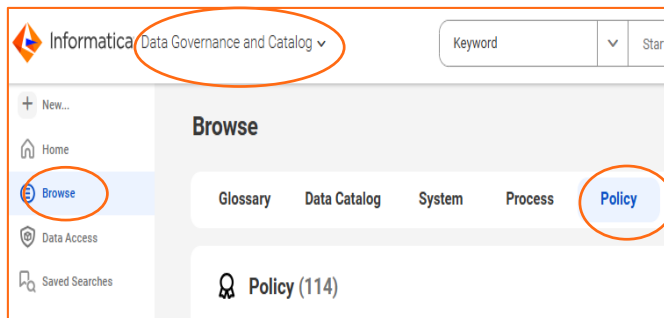 Informatica Data Governance and Catalog
Keyword
Star
New...
Home
Browse
Data Access
Saved Searches
Browse
Glossary Data Catalog System Process Policy
Policy (114)